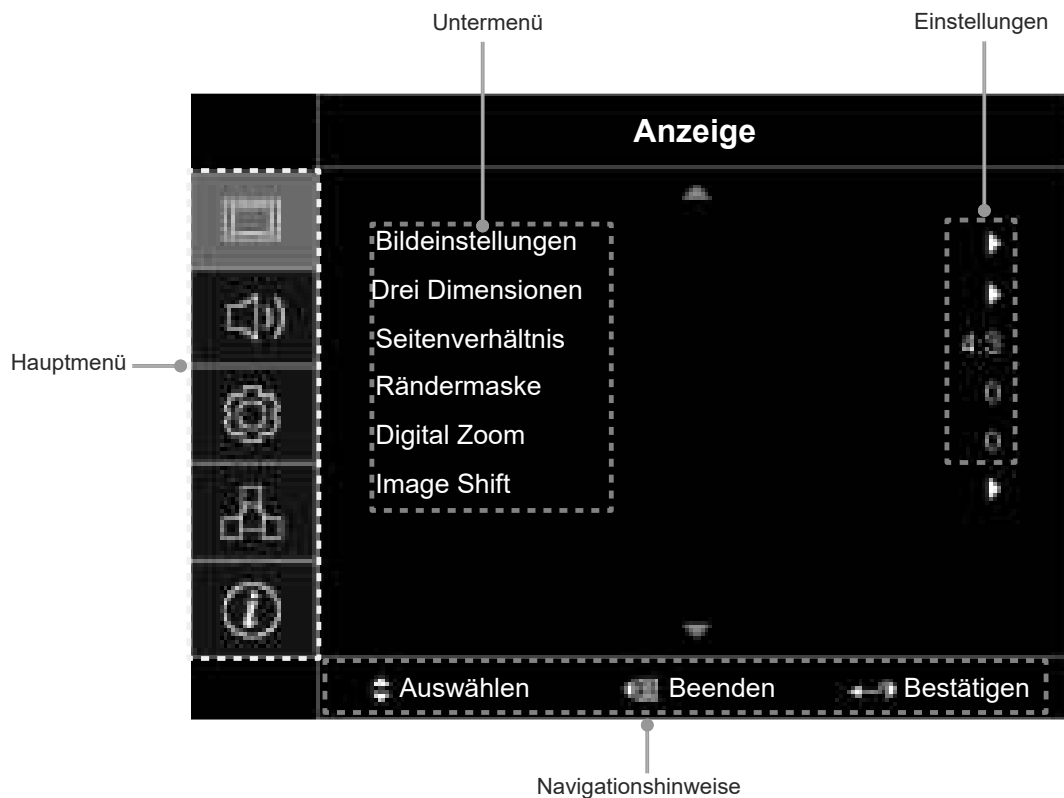 Untermenü Einstellungen
Anzeige
Bildeinstellungen
Drei Dimensionen
Seitenverhältnis 4:3
Hauptmenü
Rändermaske 0
Digital Zoom 0
Image Shift
Auswählen Beenden Bestätigen
Navigationshinweise